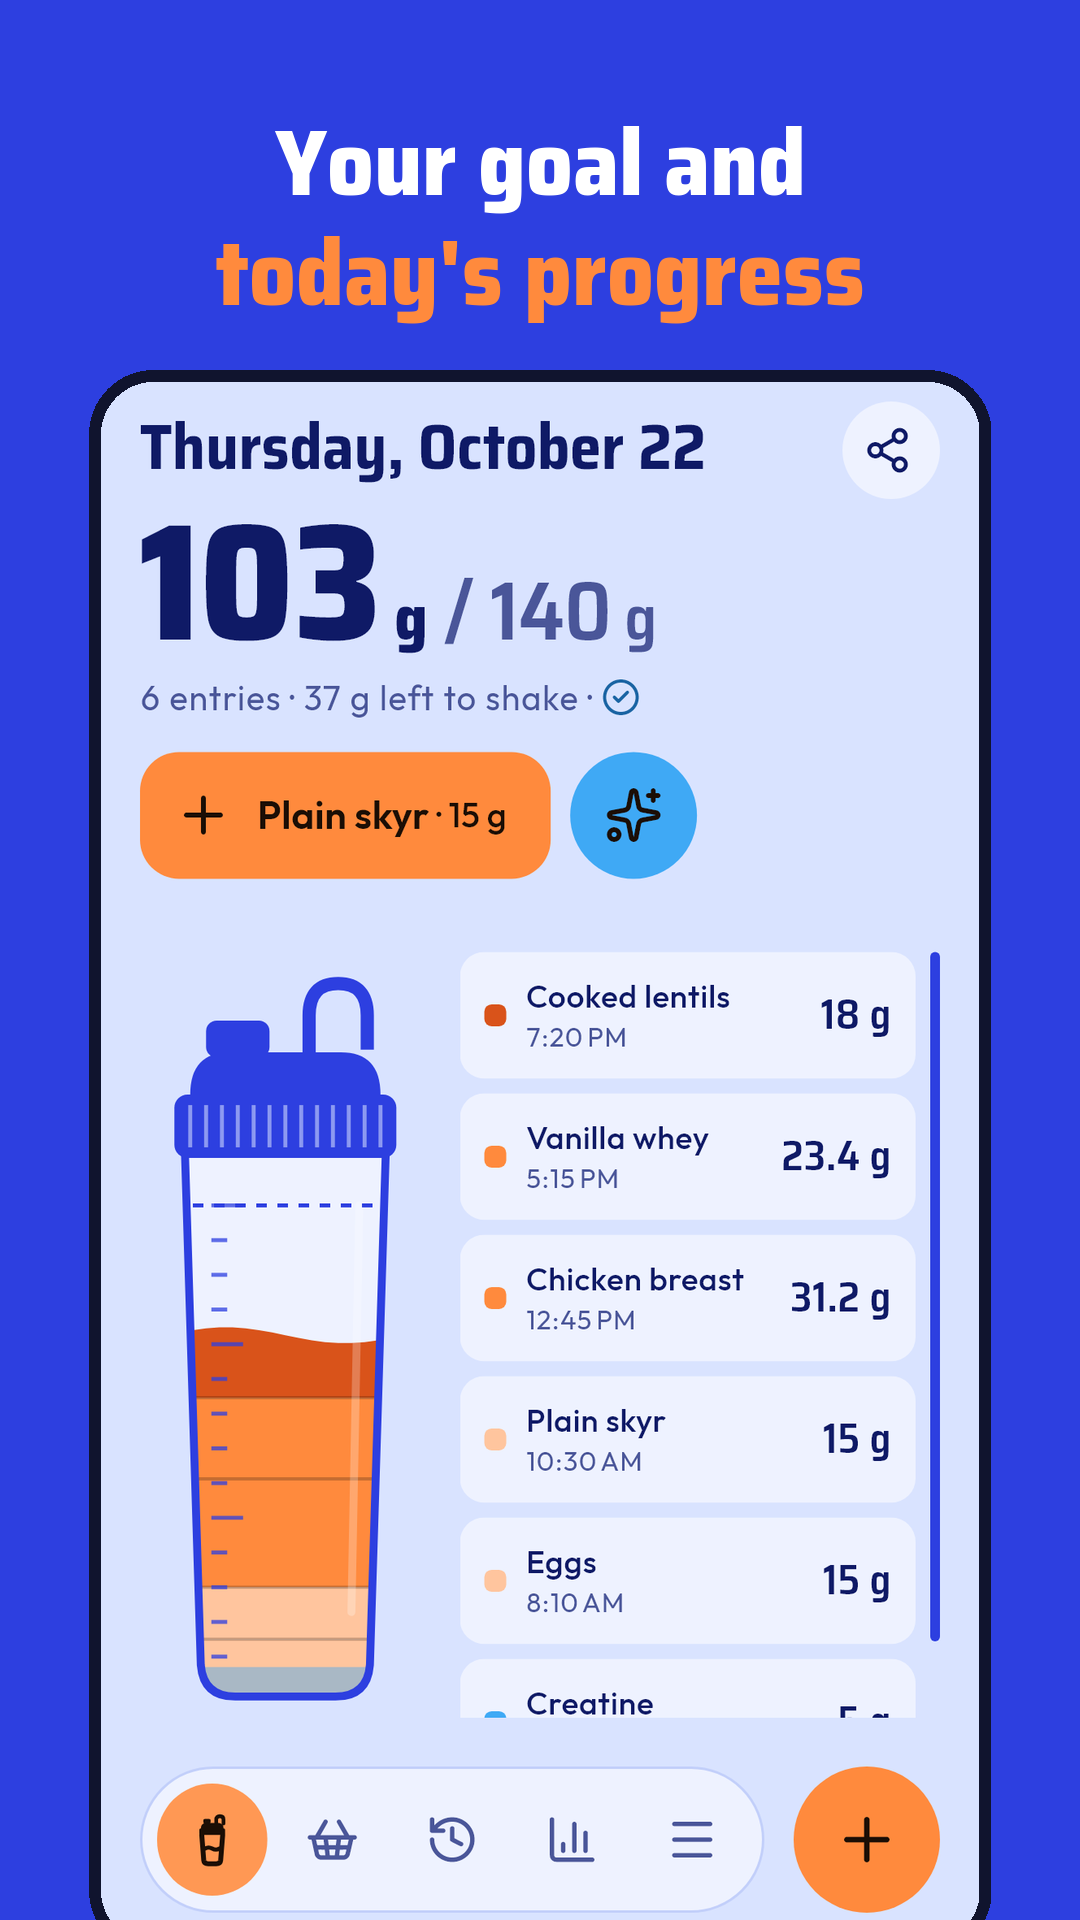 Your goal and
today's progress
Thursday, October 22
103 g / 140 g
6 entries · 37 g left to shake ·
Plain skyr · 15 g
Cooked lentils
7:20 PM
18 g
Vanilla whey
5:15 PM
23.4 g
Chicken breast
12:45 PM
31.2 g
Plain skyr
10:30 AM
15 g
Eggs
8:10 AM
15 g
Creatine
5 g